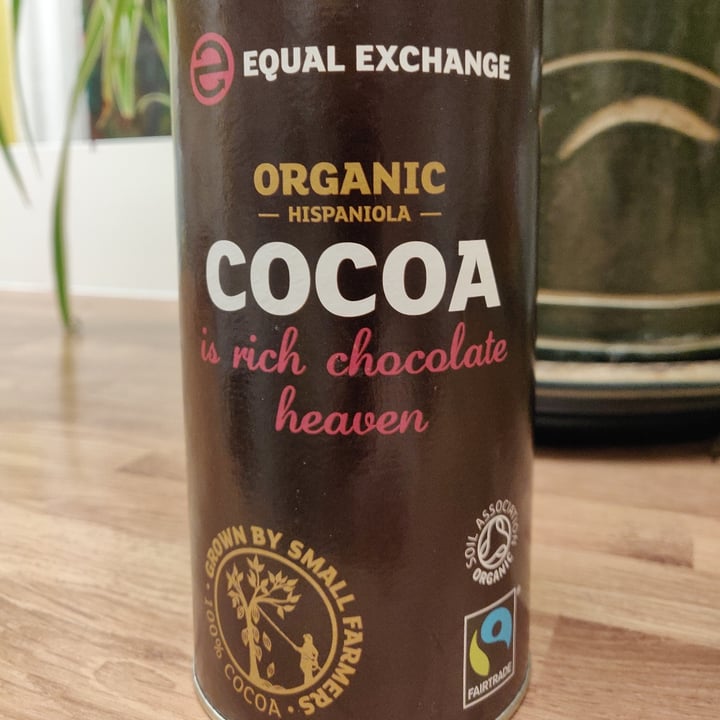 EQUAL EXCHANGE
ORGANIC
HISPANIOLA
COCOA
is rich chocolate
heaven
GROWN BY SMALL FARMERS
100% COCOA
SOIL ASSOCIATION
ORGANIC
FAIRTRADE